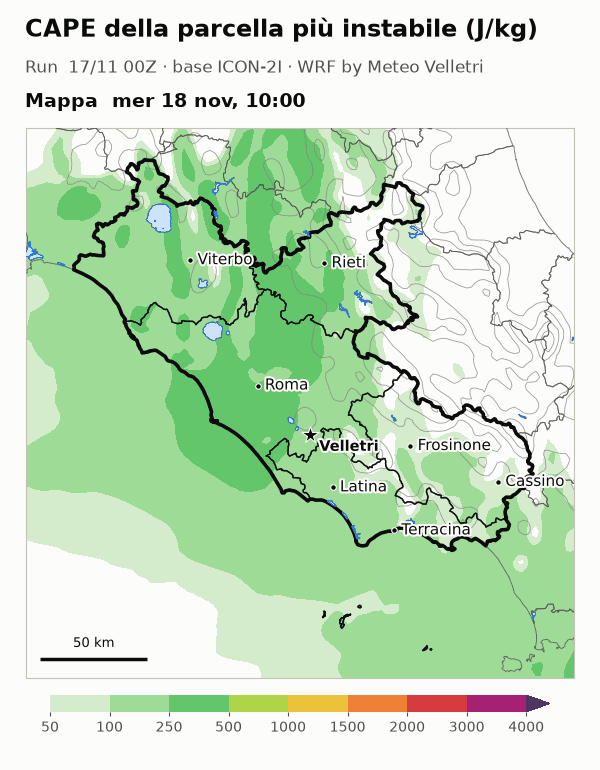 CAPE della parcella più instabile (J/kg)
Run  17/11 00Z · base ICON-2I · WRF by Meteo Velletri
Mappa  mer 18 nov, 10:00
Viterbo
Rieti
Roma
Velletri
Frosinone
Cassino
Latina
Terracina
50 km
50 100 250 500 1000 1500 2000 3000 4000